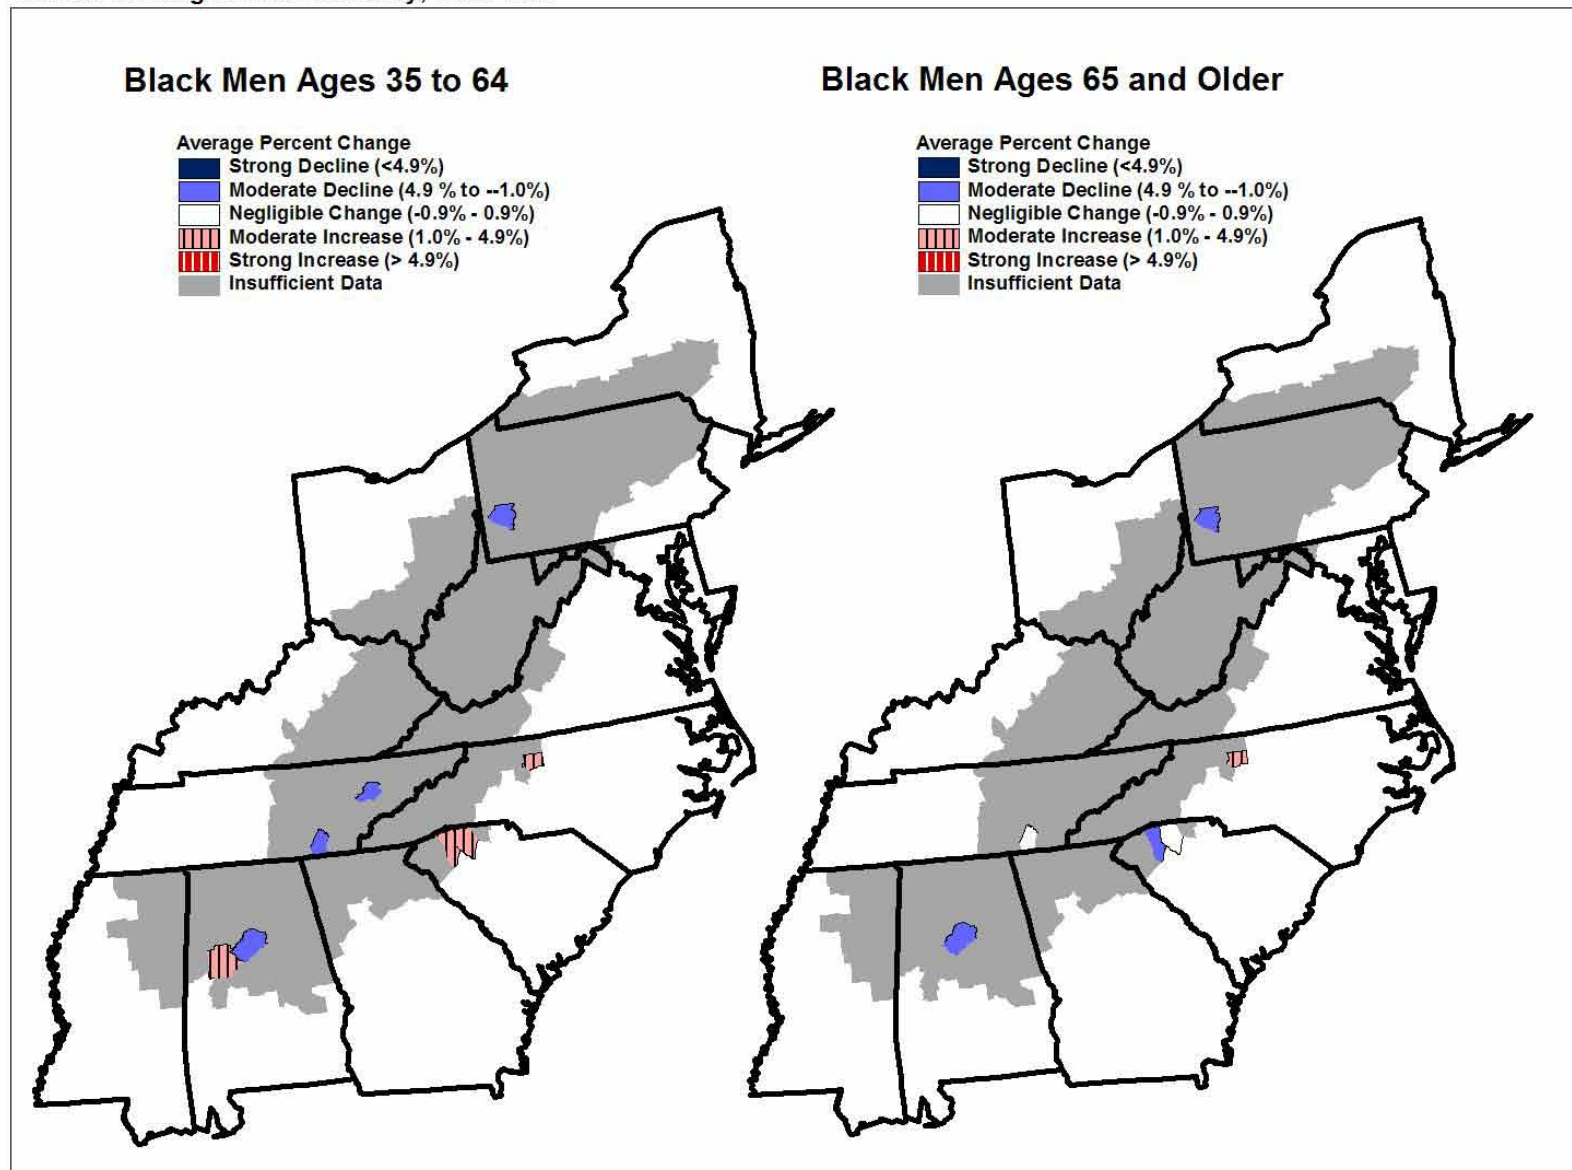 Black Men Ages 35 to 64
Average Percent Change
Strong Decline (<4.9%)
Moderate Decline (4.9 % to --1.0%)
Negligible Change (-0.9% - 0.9%)
Moderate Increase (1.0% - 4.9%)
Strong Increase (> 4.9%)
Insufficient Data
Black Men Ages 65 and Older
Average Percent Change
Strong Decline (<4.9%)
Moderate Decline (4.9 % to --1.0%)
Negligible Change (-0.9% - 0.9%)
Moderate Increase (1.0% - 4.9%)
Strong Increase (> 4.9%)
Insufficient Data